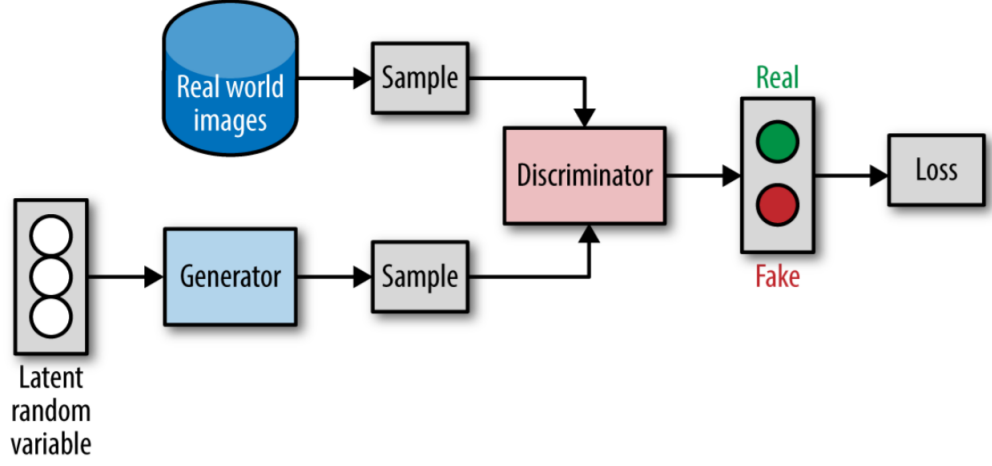 Real world
images
Sample
Real
Discriminator
Loss
Generator
Sample
Fake
Latent
random
variable